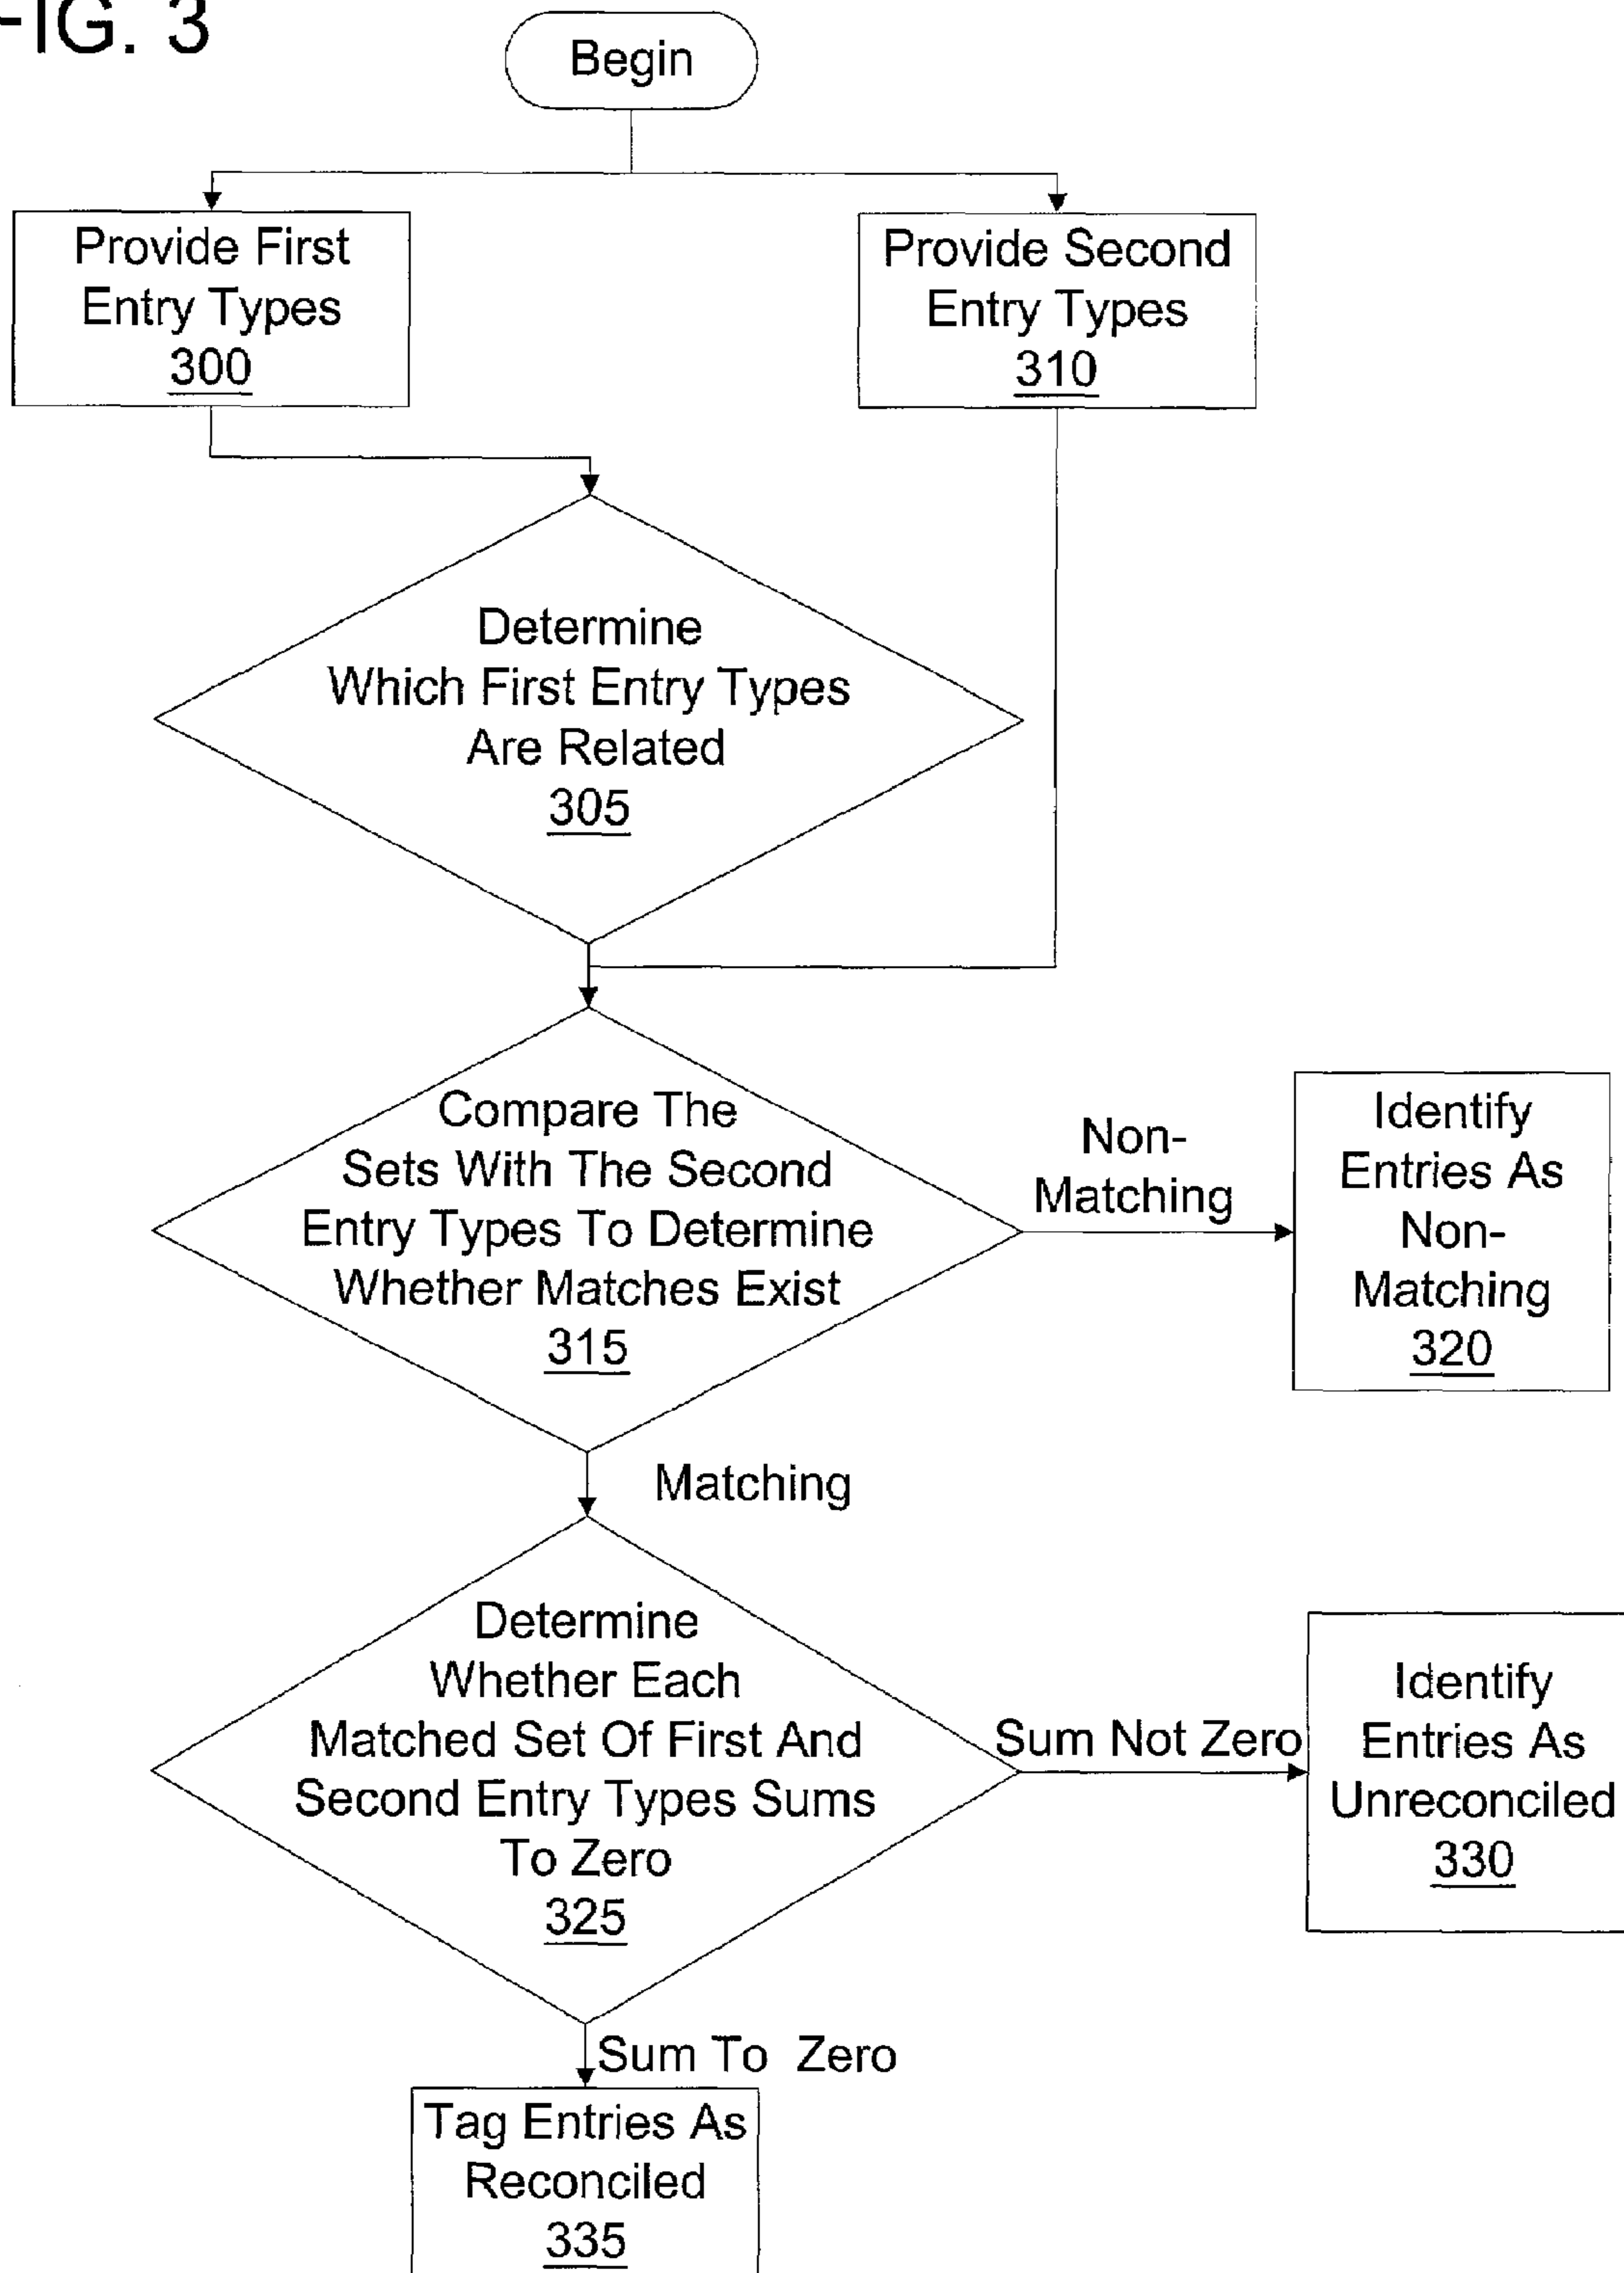 FIG. 3
Begin
Provide First
Entry Types
300
Provide Second
Entry Types
310
Determine
Which First Entry Types
Are Related
305
Compare The
Sets With The Second
Entry Types To Determine
Whether Matches Exist
315
Non-
Matching
Identify
Entries As
Non-
Matching
320
Matching
Determine
Whether Each
Matched Set Of First And
Second Entry Types Sums
To Zero
325
Sum Not Zero
Identify
Entries As
Unreconciled
330
Sum To Zero
Tag Entries As
Reconciled
335